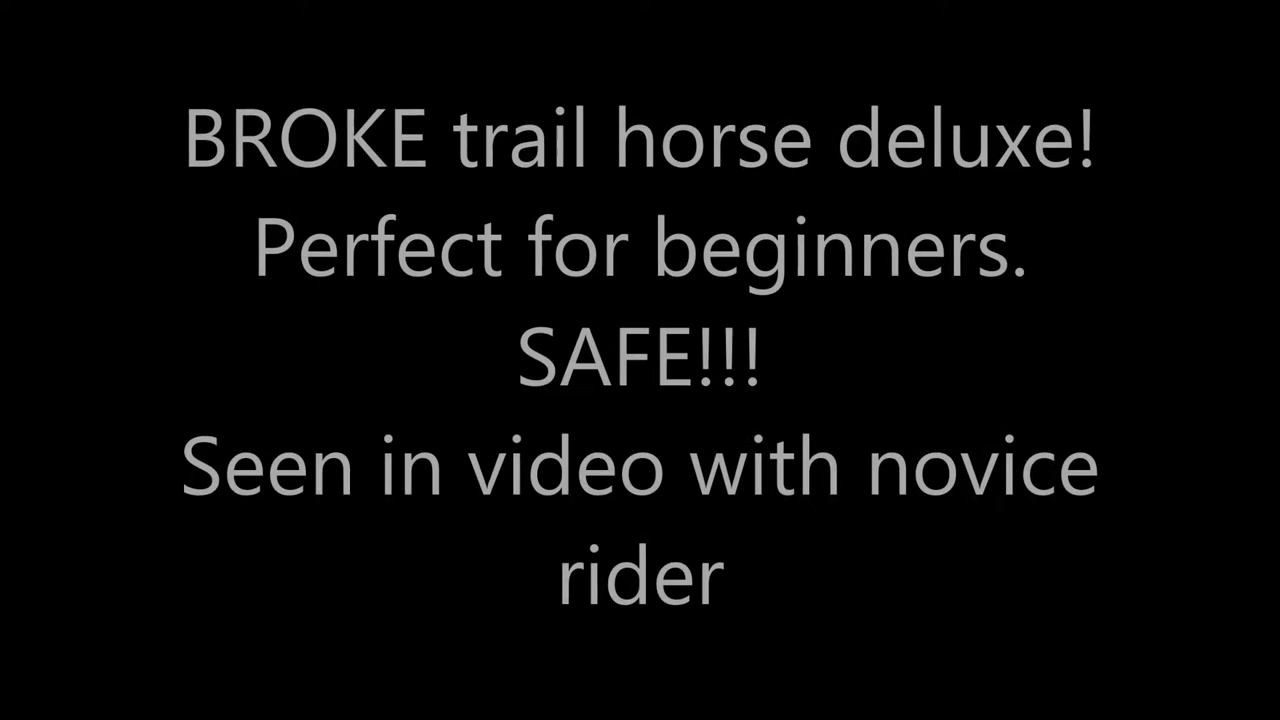 BROKE trail horse deluxe!
Perfect for beginners.
SAFE!!!
Seen in video with novice
rider